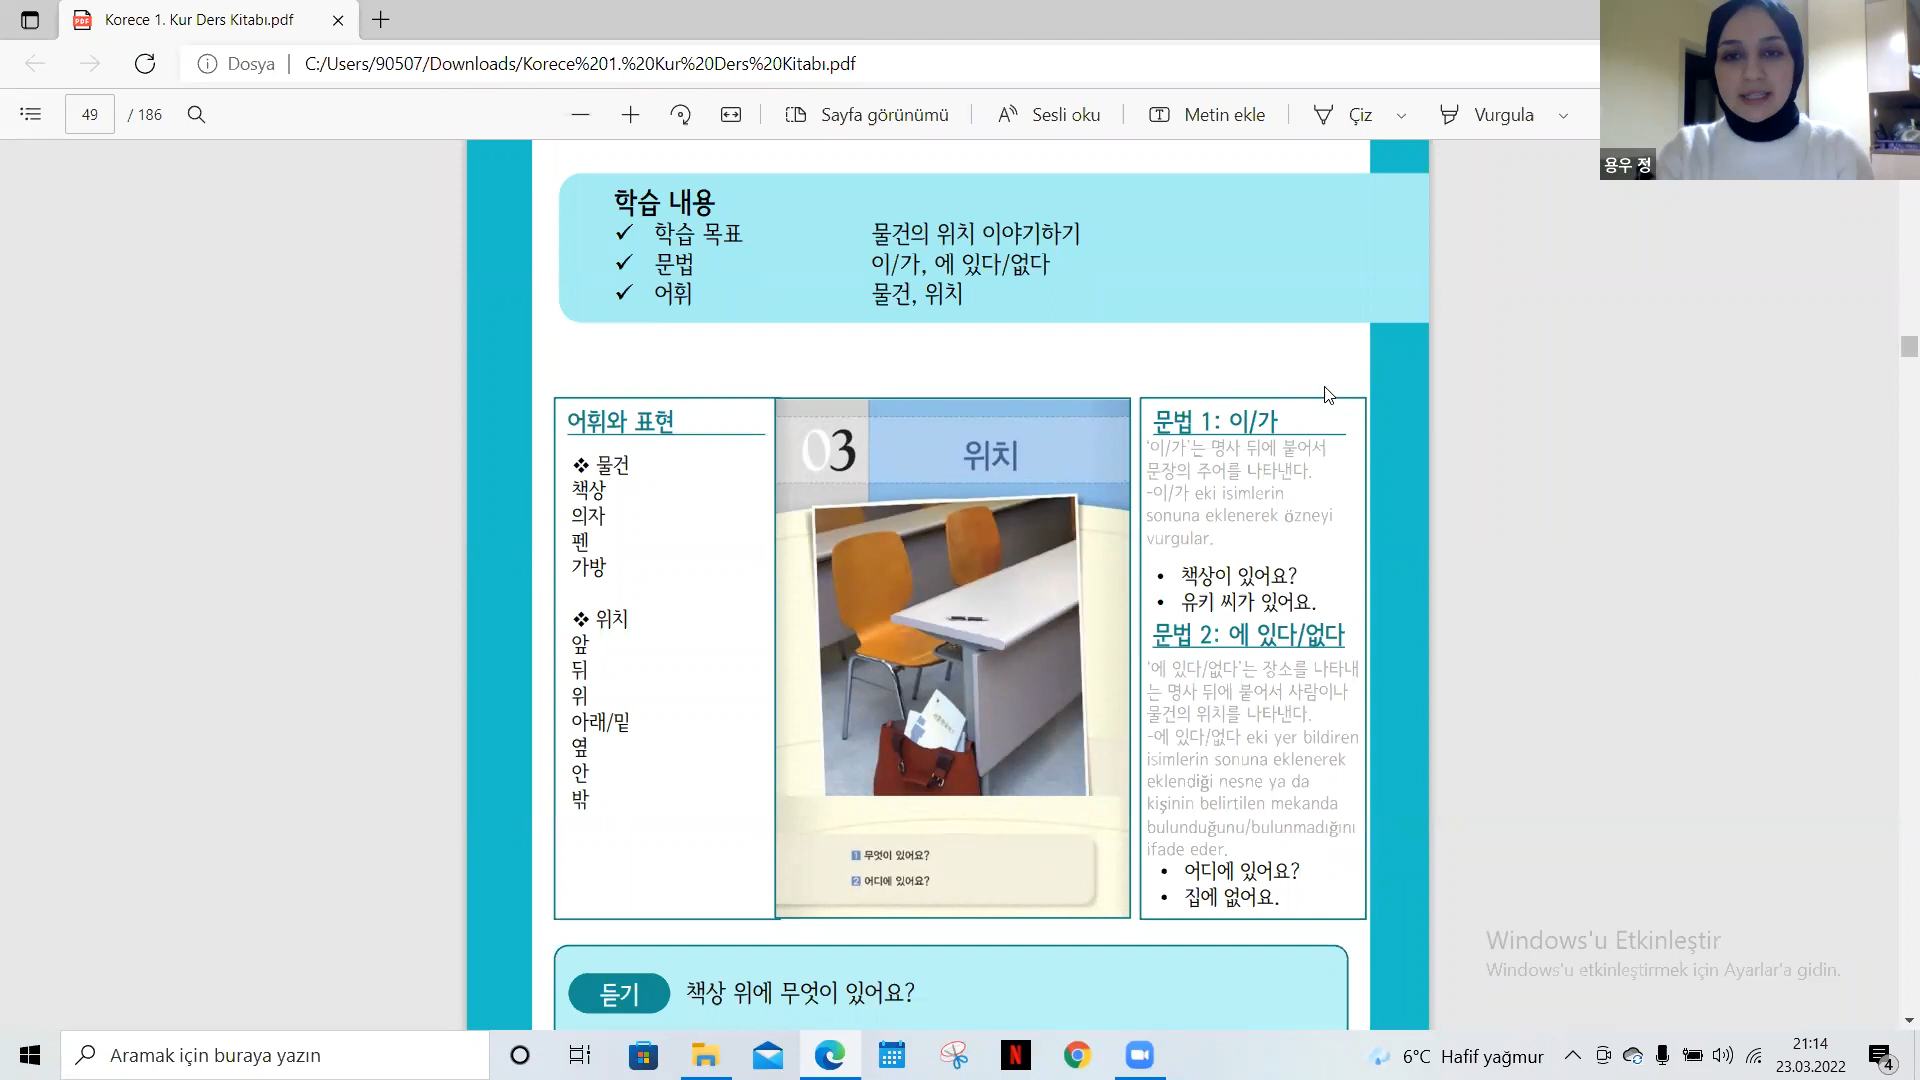 Korece 1. Kur Ders Kitabı.pdf
Dosya
C:/Users/90507/Downloads/Korece%201.%20Kur%20Ders%20Kitabı.pdf
49
/ 186
Sayfa görünümü
Sesli oku
Metin ekle
Çiz
Vurgula
용우 정
학습 내용
✓ 학습 목표 물건의 위치 이야기하기
✓ 문법 이/가, 에 있다/없다
✓ 어휘 물건, 위치
어휘와 표현
❖ 물건
책상
의자
펜
가방
❖ 위치
앞
뒤
위
아래/밑
옆
안
밖
03
위치
1 무엇이 있어요?
2 어디에 있어요?
문법 1: 이/가
'이/가'는 명사 뒤에 붙어서
문장의 주어를 나타낸다.
-이/가 eki isimlerin
sonuna eklenerek özneyi
vurgular.
• 책상이 있어요?
• 유키 씨가 있어요.
문법 2: 에 있다/없다
'에 있다/없다'는 장소를 나타내
는 명사 뒤에 붙어서 사람이나
물건의 위치를 나타낸다.
-에 있다/없다 eki yer bildiren
isimlerin sonuna eklenerek
eklendiği nesne ya da
kişinin belirtilen mekanda
bulunduğunu/bulunmadığını
ifade eder.
• 어디에 있어요?
• 집에 없어요.
듣기 책상 위에 무엇이 있어요?
Windows'u Etkinleştir
Windows'u etkinleştirmek için Ayarlar'a gidin.
Aramak için buraya yazın
N
6°C Hafif yağmur
21:14
23.03.2022
4